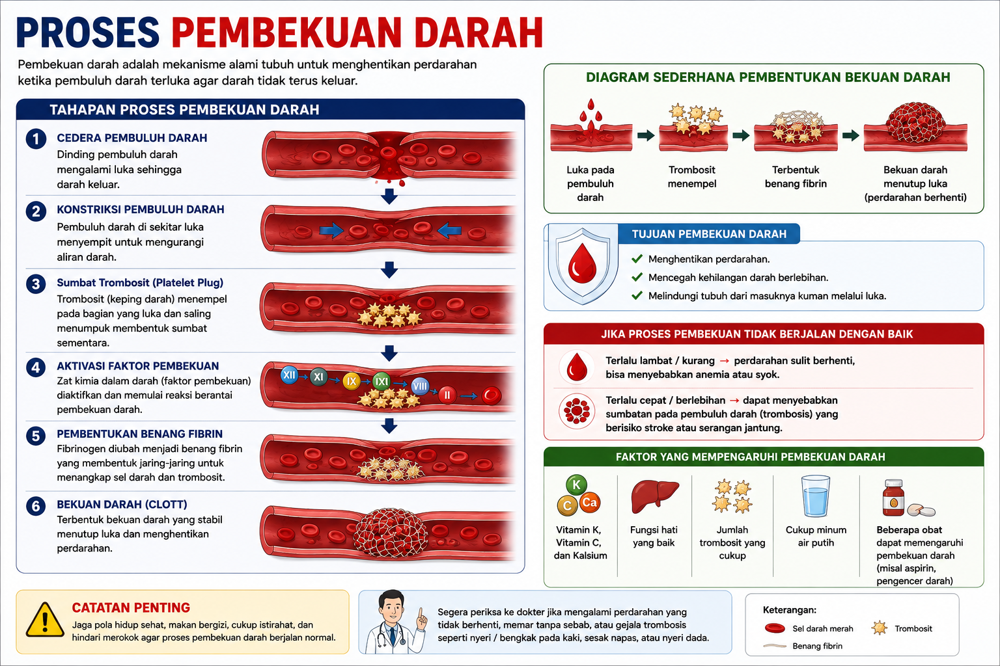 PROSES PEMBEKUAN DARAH
Pembekuan darah adalah mekanisme alami tubuh untuk menghentikan perdarahan
ketika pembuluh darah terluka agar darah tidak terus keluar.
TAHAPAN PROSES PEMBEKUAN DARAH
1
CEDERA PEMBULUH DARAH
Dinding pembuluh darah
mengalami luka sehingga
darah keluar.
2
KONSTRIKSI PEMBULUH DARAH
Pembuluh darah di sekitar luka
menyempit untuk mengurangi
aliran darah.
3
Sumbat Trombosit (Platelet Plug)
Trombosit (keping darah) menempel
pada bagian yang luka dan saling
menumpuk membentuk sumbat
sementara.
4
AKTIVASI FAKTOR PEMBEKUAN
Zat kimia dalam darah (faktor pembekuan)
diaktifkan dan memulai reaksi berantai
pembekuan darah.
XII XI IX IXI VIII II
5
PEMBENTUKAN BENANG FIBRIN
Fibrinogen diubah menjadi benang fibrin
yang membentuk jaring-jaring untuk
menangkap sel darah dan trombosit.
6
BEKUAN DARAH (CLOTT)
Terbentuk bekuan darah yang stabil
menutup luka dan menghentikan
perdarahan.
DIAGRAM SEDERHANA PEMBENTUKAN BEKUAN DARAH
Luka pada
pembuluh
darah
Trombosit
menempel
Terbentuk
benang fibrin
Bekuan darah
menutup luka
(perdarahan berhenti)
TUJUAN PEMBEKUAN DARAH
Menghentikan perdarahan.
Mencegah kehilangan darah berlebihan.
Melindungi tubuh dari masuknya kuman melalui luka.
JIKA PROSES PEMBEKUAN TIDAK BERJALAN DENGAN BAIK
Terlalu lambat / kurang → perdarahan sulit berhenti,
bisa menyebabkan anemia atau syok.
Terlalu cepat / berlebihan → dapat menyebabkan
sumbatan pada pembuluh darah (trombosis) yang
berisiko stroke atau serangan jantung.
FAKTOR YANG MEMPENGARUHI PEMBEKUAN DARAH
K
C Ca
Vitamin K,
Vitamin C,
dan Kalsium
Fungsi hati
yang baik
Jumlah
trombosit yang
cukup
Cukup minum
air putih
Beberapa obat
dapat memengaruhi
pembekuan darah
(misal aspirin,
pengencer darah)
CATATAN PENTING
Jaga pola hidup sehat, makan bergizi, cukup istirahat, dan
hindari merokok agar proses pembekuan darah berjalan normal.
Segera periksa ke dokter jika mengalami perdarahan yang
tidak berhenti, memar tanpa sebab, atau gejala trombosis
seperti nyeri / bengkak pada kaki, sesak napas, atau nyeri dada.
Keterangan:
Sel darah merah
Trombosit
Benang fibrin